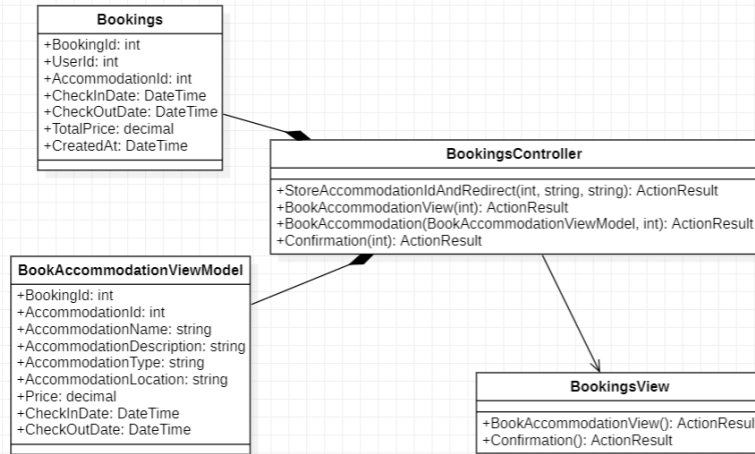 Bookings
+BookingId: int
+UserId: int
+AccommodationId: int
+CheckInDate: DateTime
+CheckOutDate: DateTime
+TotalPrice: decimal
+CreatedAt: DateTime
BookingsController
+StoreAccommodationIdAndRedirect(int, string, string): ActionResult
+BookAccommodationView(int): ActionResult
+BookAccommodation(BookAccommodationViewModel, int): ActionResult
+Confirmation(int): ActionResult
BookAccommodationViewModel
+BookingId: int
+AccommodationId: int
+AccommodationName: string
+AccommodationDescription: string
+AccommodationType: string
+AccommodationLocation: string
+Price: decimal
+CheckInDate: DateTime
+CheckOutDate: DateTime
BookingsView
+BookAccommodationView(): ActionResul
+Confirmation(): ActionResult